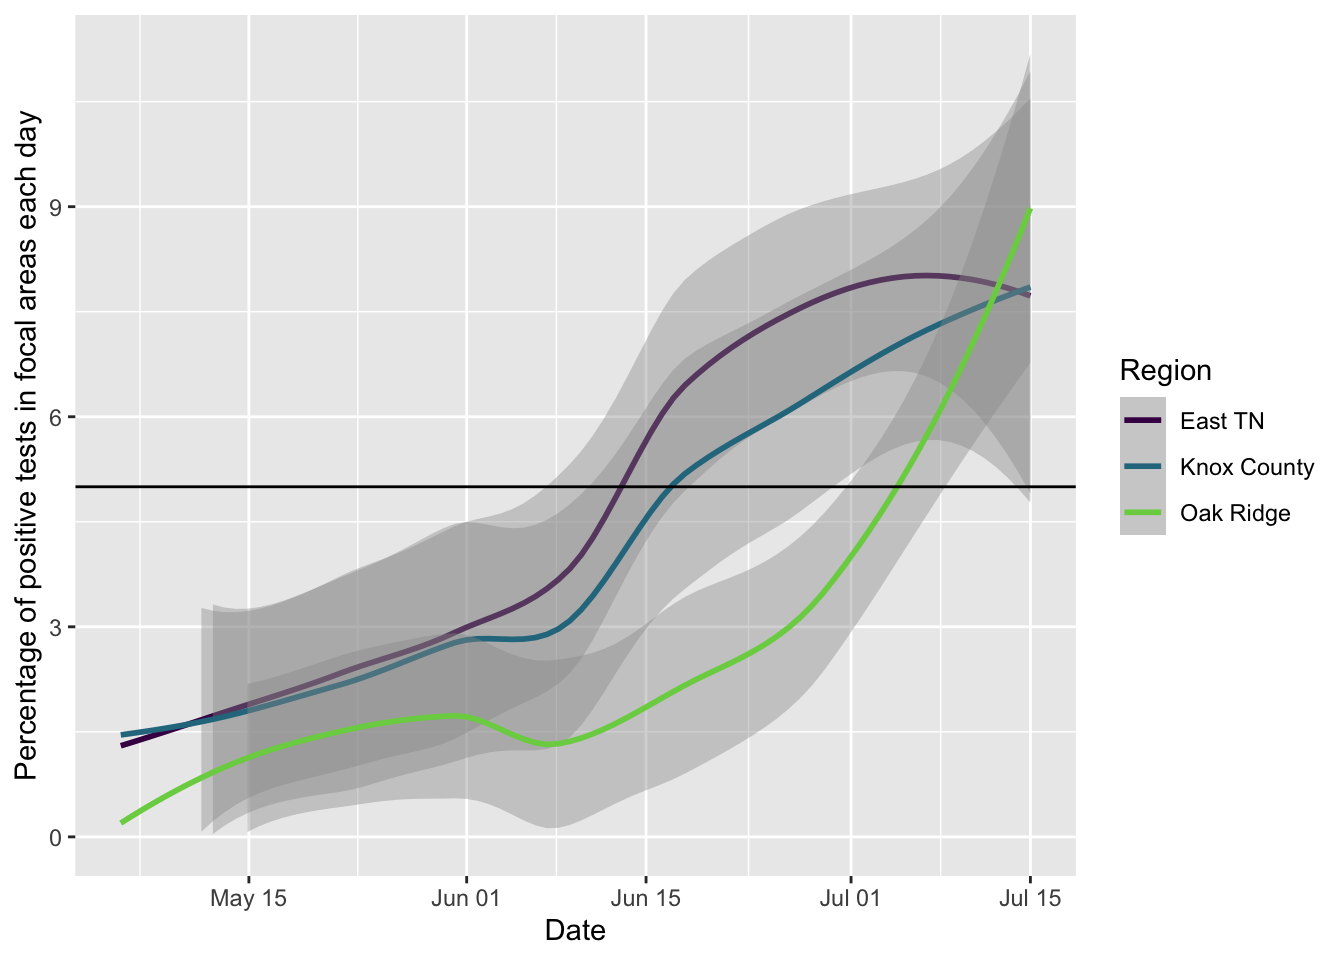 Percentage of positive tests in focal areas each day
9
6
3
0
May 15
Jun 01
Jun 15
Jul 01
Jul 15
Date
Region
East TN
Knox County
Oak Ridge